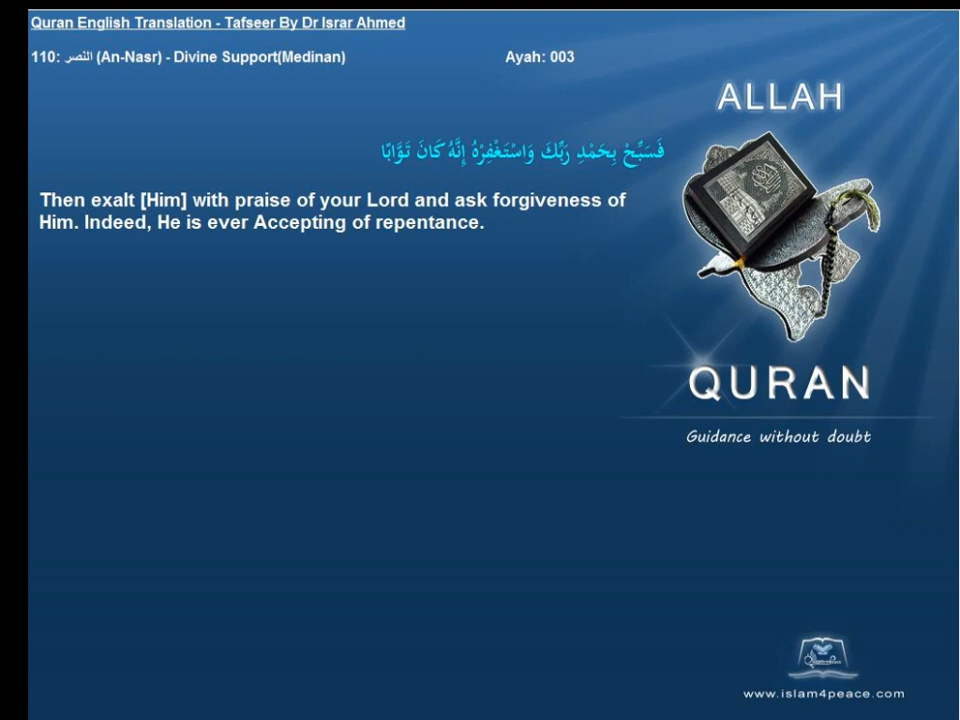 Quran English Translation - Tafseer By Dr Israr Ahmed
110: النصر (An-Nasr) - Divine Support(Medinan) Ayah: 003
ALLAH
فَسَبِّحْ بِحَمْدِ رَبِّكَ وَاسْتَغْفِرْهُ إِنَّهُ كَانَ تَوَّابًا
Then exalt [Him] with praise of your Lord and ask forgiveness of
Him. Indeed, He is ever Accepting of repentance.
QURAN
Guidance without doubt
www.islam4peace.com